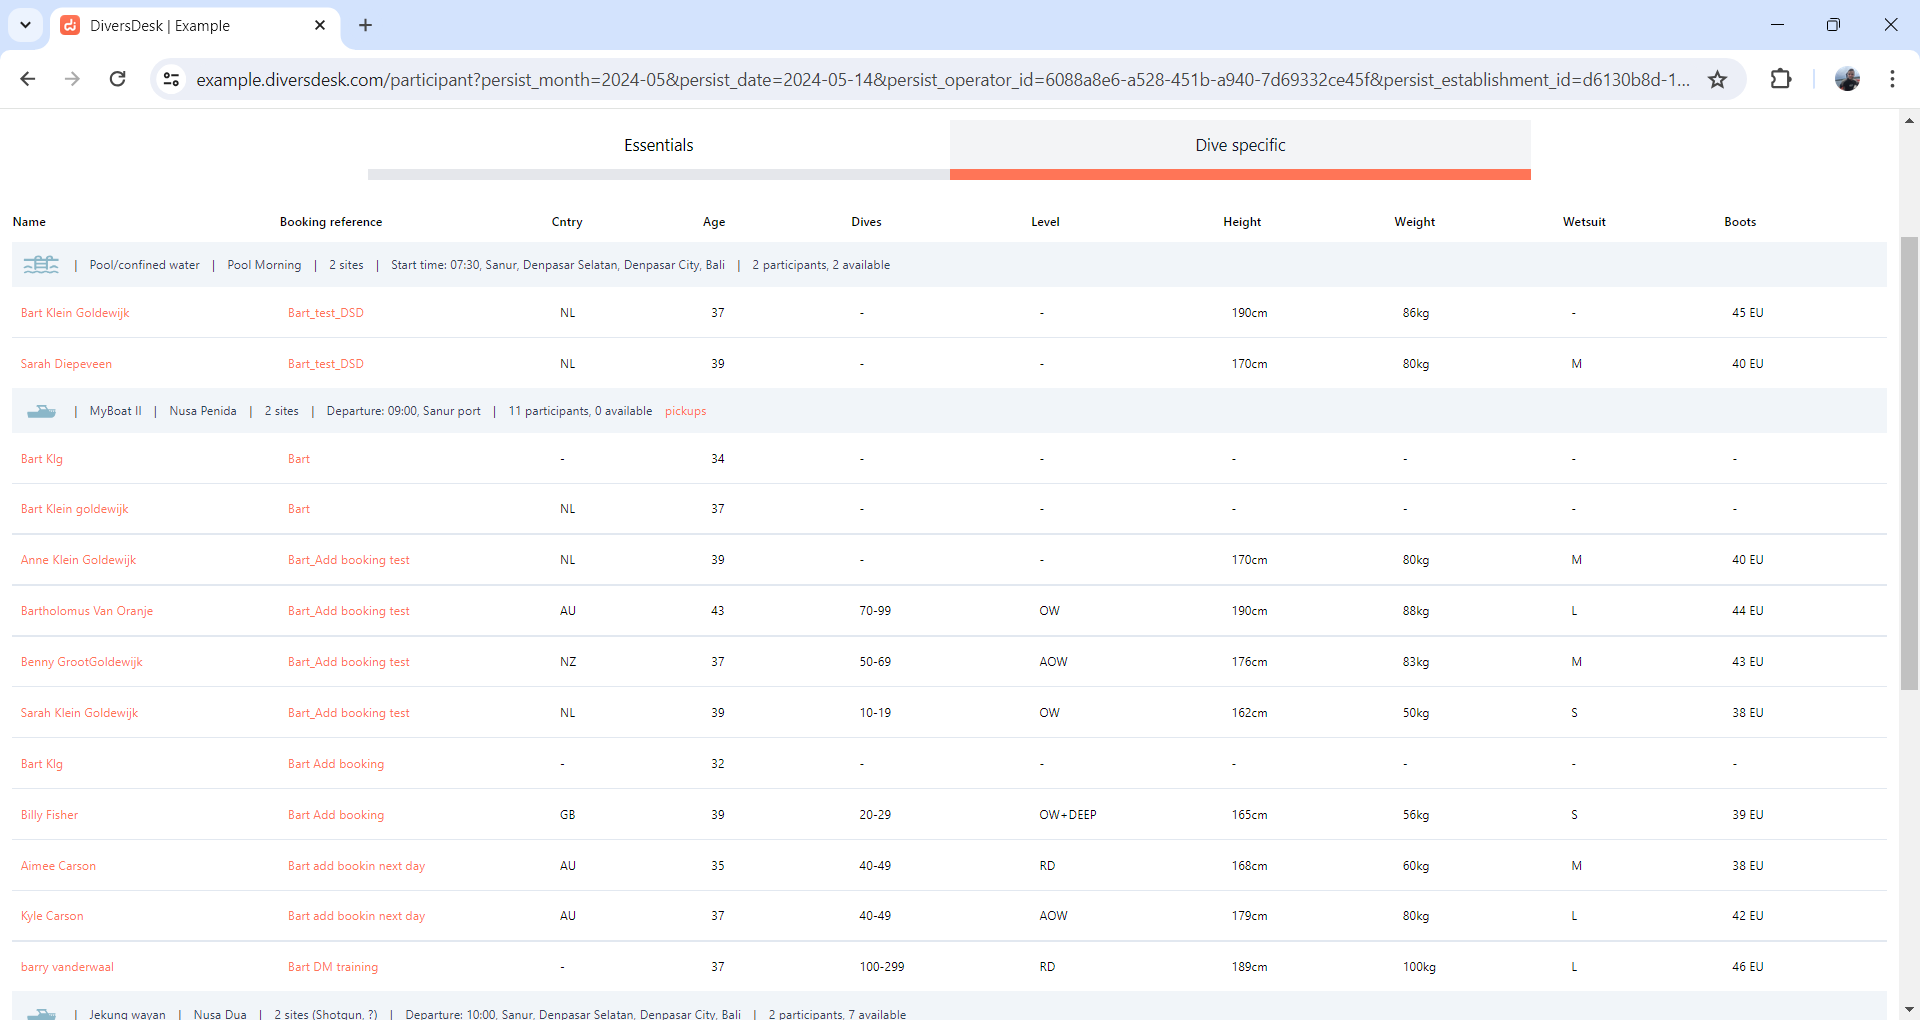 DiversDesk | Example
example.diversdesk.com/participant?persist_month=2024-05&persist_date=2024-05-14&persist_operator_id=6088a8e6-a528-451b-a940-7d69332ce45f&persist_establishment_id=d6130b8d-1...
Essentials Dive specific
Name Booking reference Cntry Age Dives Level Height Weight Wetsuit Boots
| Pool/confined water | Pool Morning | 2 sites | Start time: 07:30, Sanur, Denpasar Selatan, Denpasar City, Bali | 2 participants, 2 available
Bart Klein Goldewijk Bart_test_DSD NL 37 - - 190cm 86kg - 45 EU
Sarah Diepeveen Bart_test_DSD NL 39 - - 170cm 80kg M 40 EU
| MyBoat II | Nusa Penida | 2 sites | Departure: 09:00, Sanur port | 11 participants, 0 available pickups
Bart Klg Bart - 34 - - - - - -
Bart Klein goldewijk Bart NL 37 - - - - - -
Anne Klein Goldewijk Bart_Add booking test NL 39 - - 170cm 80kg M 40 EU
Bartholomus Van Oranje Bart_Add booking test AU 43 70-99 OW 190cm 88kg L 44 EU
Benny GrootGoldewijk Bart_Add booking test NZ 37 50-69 AOW 176cm 83kg M 43 EU
Sarah Klein Goldewijk Bart_Add booking test NL 39 10-19 OW 162cm 50kg S 38 EU
Bart Klg Bart Add booking - 32 - - - - - -
Billy Fisher Bart Add booking GB 39 20-29 OW+DEEP 165cm 56kg S 39 EU
Aimee Carson Bart add bookin next day AU 35 40-49 RD 168cm 60kg M 38 EU
Kyle Carson Bart add bookin next day AU 37 40-49 AOW 179cm 80kg L 42 EU
barry vanderwaal Bart DM training - 37 100-299 RD 189cm 100kg L 46 EU
| Jekung wayan | Nusa Dua | 2 sites (Shotgun, ?) | Departure: 10:00, Sanur, Denpasar Selatan, Denpasar City, Bali | 2 participants, 7 available